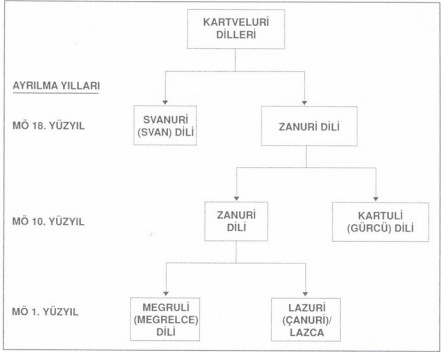 KARTVELURİ
DİLLERİ
AYRILMA YILLARI
MÖ 18. YÜZYIL
SVANURİ
(SVAN) DİLİ
ZANURİ DİLİ
MÖ 10. YÜZYIL
ZANURİ
DİLİ
KARTULİ
(GÜRCÜ) DİLİ
MÖ 1. YÜZYIL
MEGRULİ
(MEGRELCE)
DİLİ
LAZURİ
(ÇANURİ)/
LAZCA